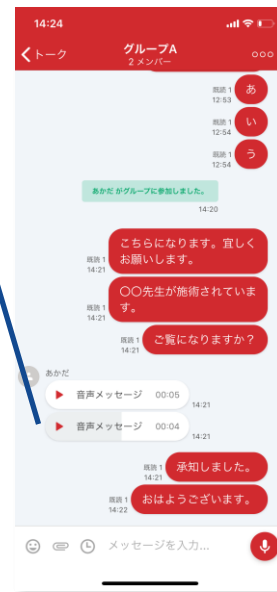 14:24
トーク
グループA
2 メンバー
既読 1
12:53
あ
既読 1
12:54
い
既読 1
12:54
う
あかだ がグループに参加しました。
14:20
こちらになります。宜しく
お願いします。
既読 1
14:21
〇〇先生が施術されていま
す。
既読 1
14:21
ご覧になりますか？
既読 1
14:21
あかだ
音声メッセージ 00:05
14:21
音声メッセージ 00:04
14:21
承知しました。
既読 1
14:21
おはようございます。
既読 1
14:22
メッセージを入力...